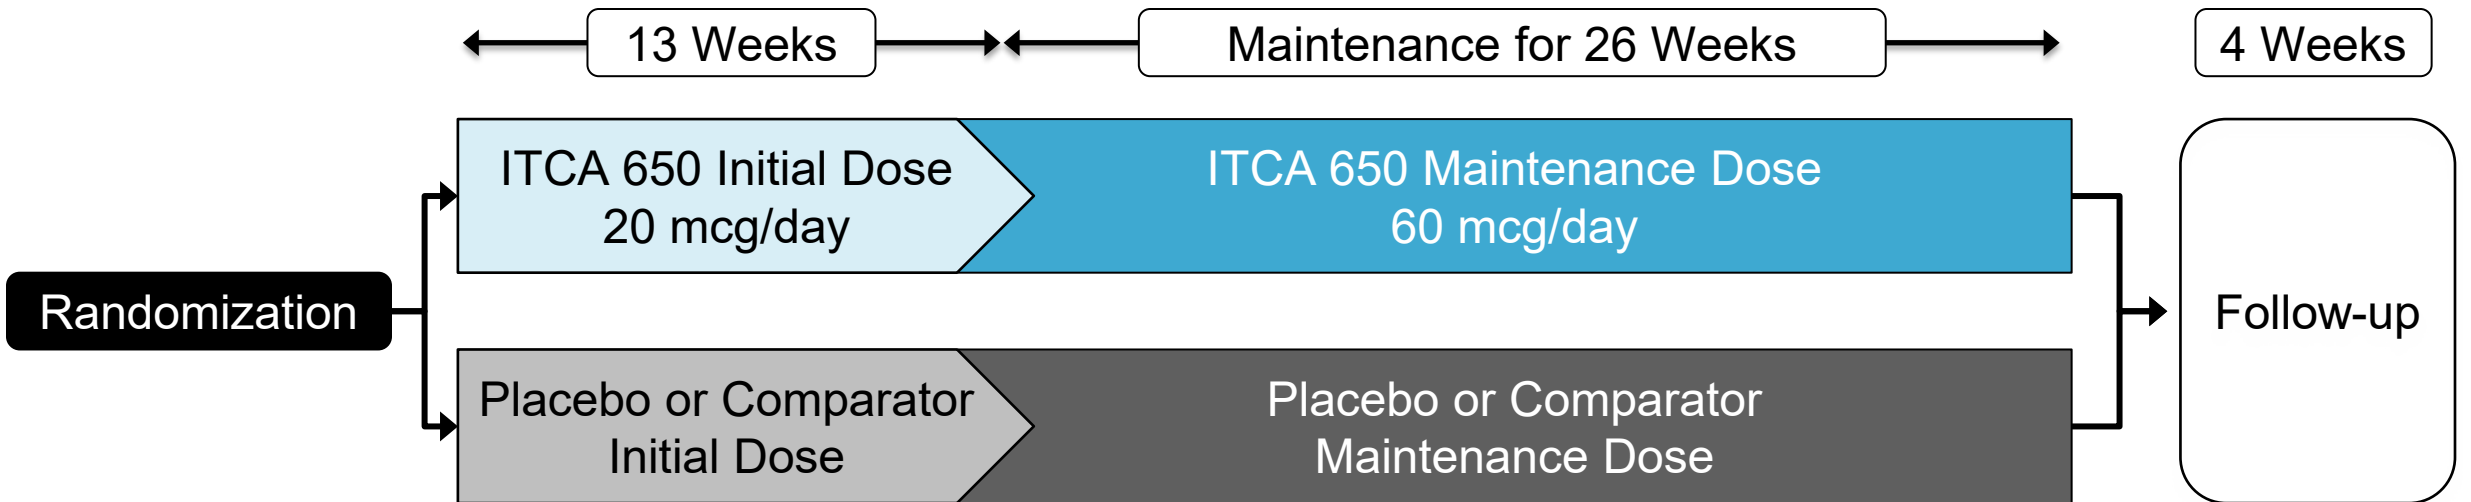 13 Weeks
Maintenance for 26 Weeks
4 Weeks
ITCA 650 Initial Dose
20 mcg/day
ITCA 650 Maintenance Dose
60 mcg/day
Randomization
Follow-up
Placebo or Comparator
Initial Dose
Placebo or Comparator
Maintenance Dose